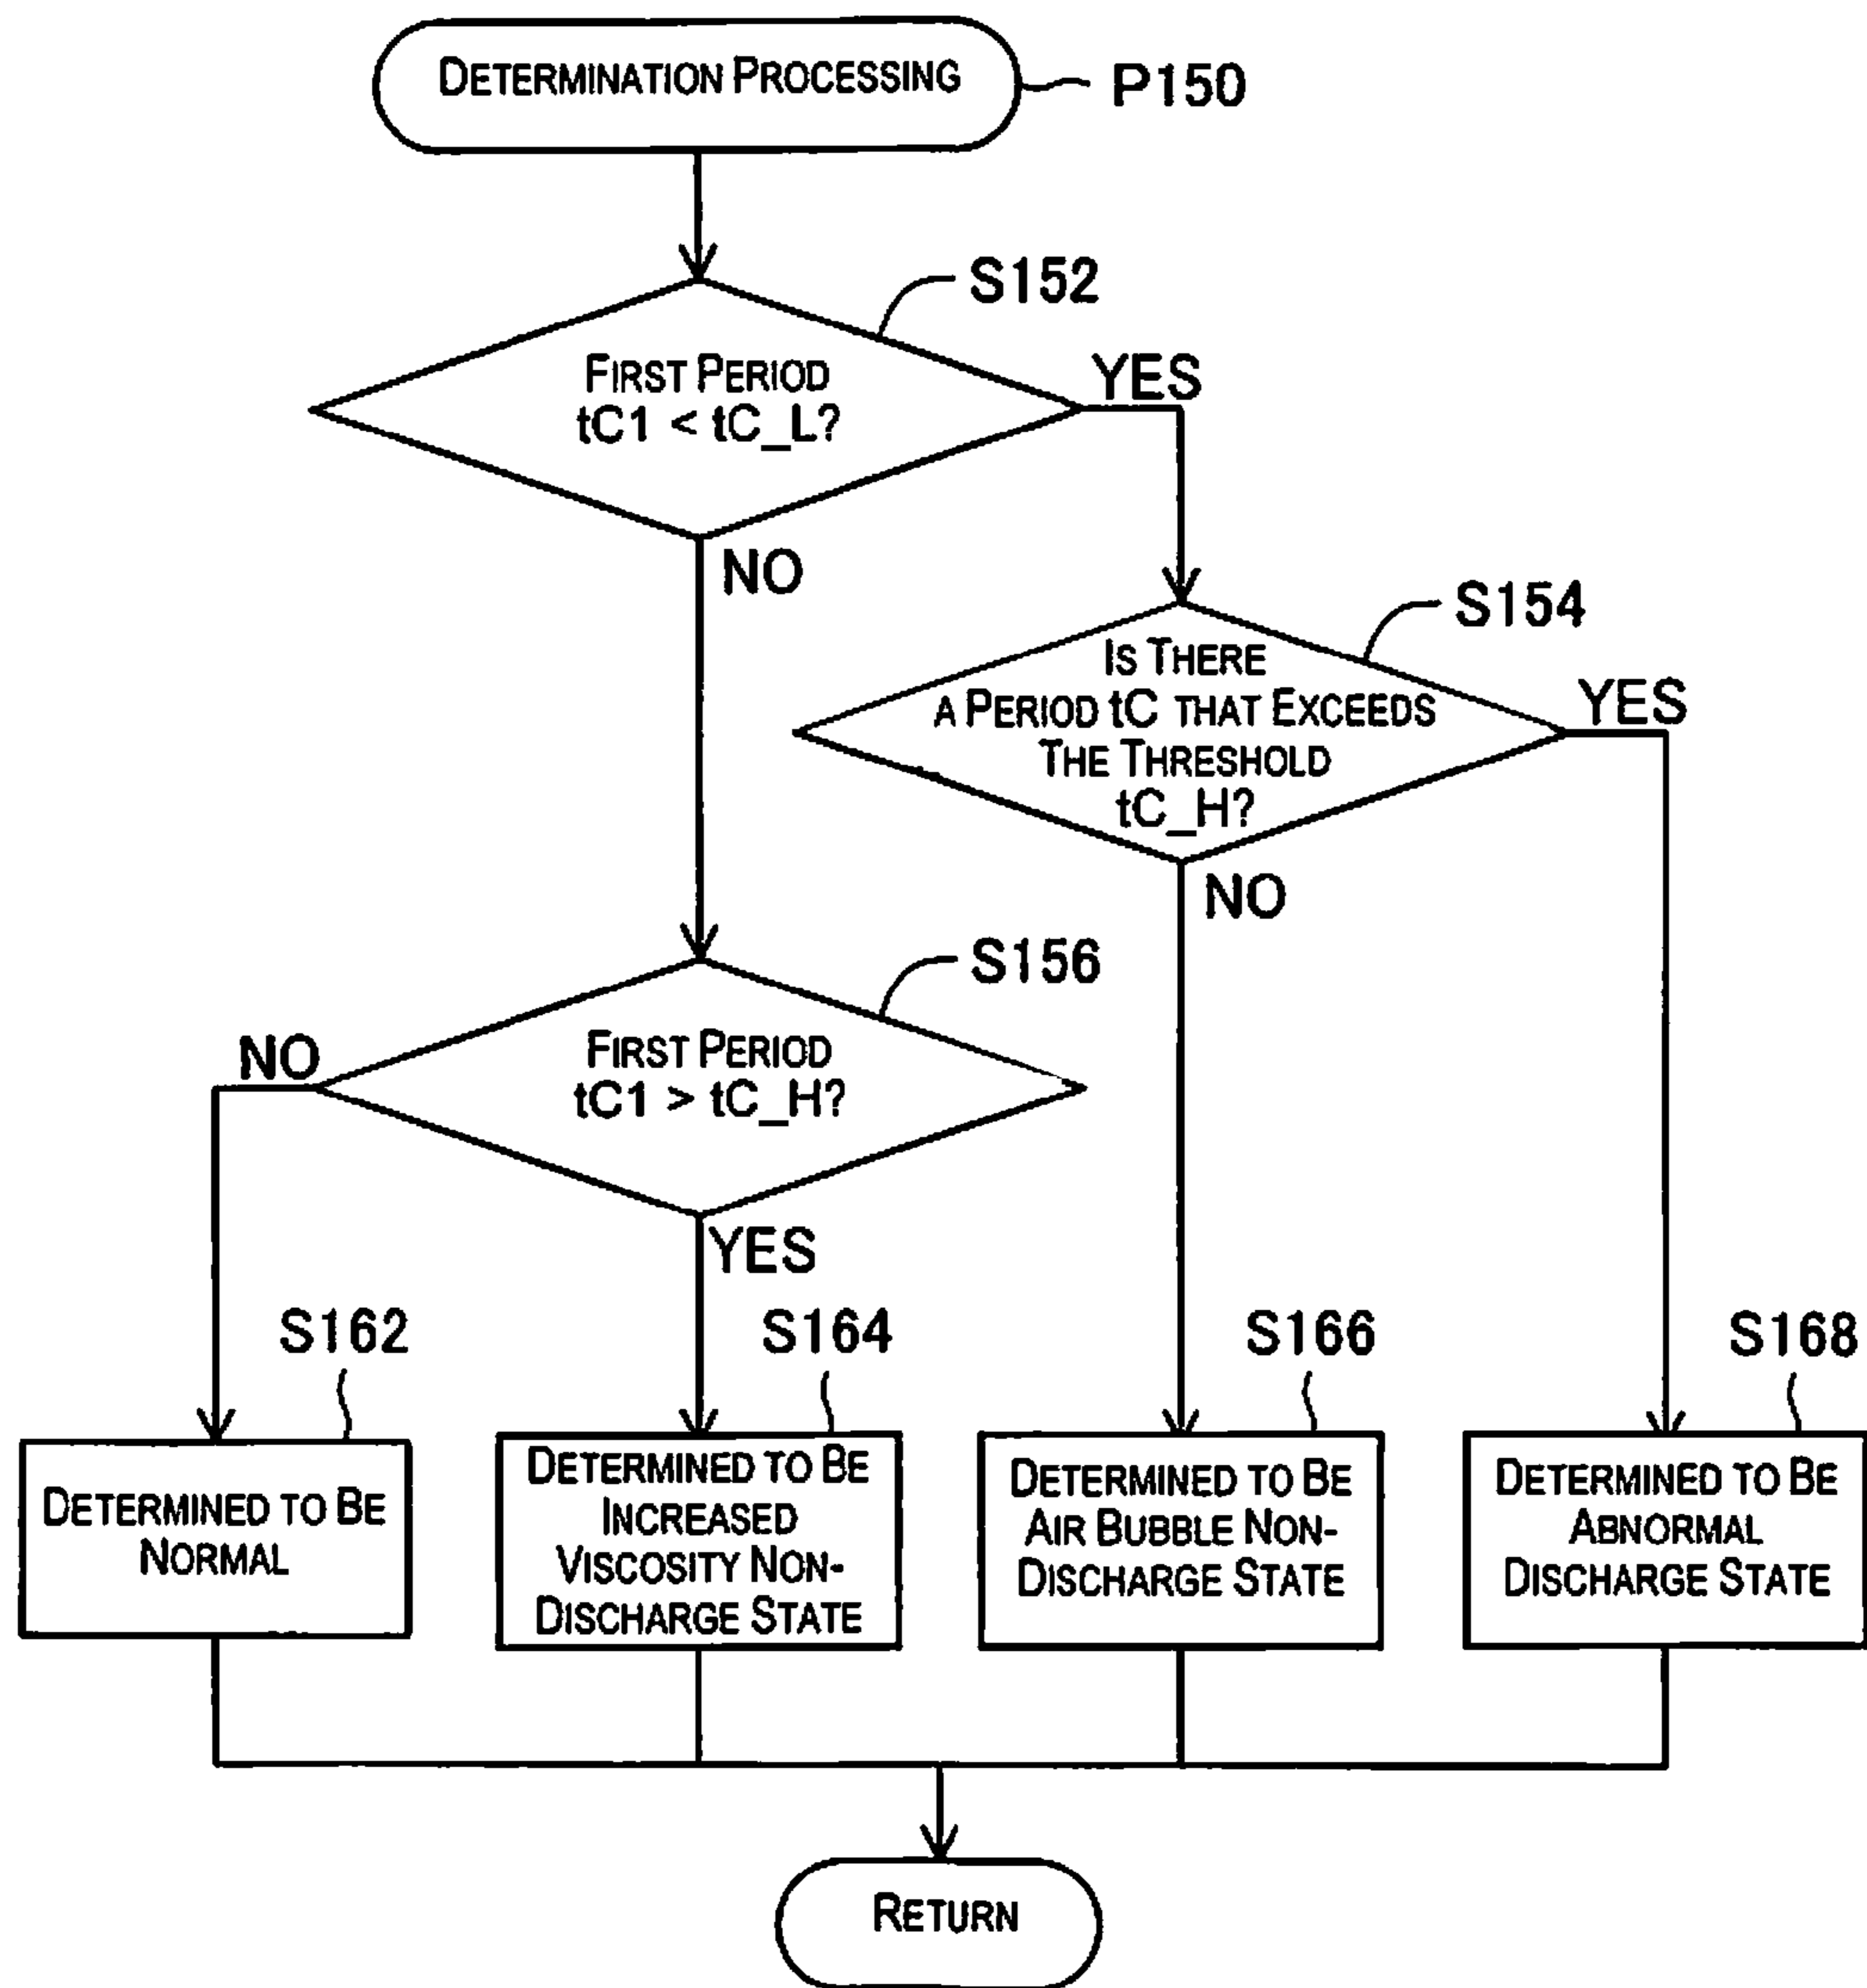 DETERMINATION PROCESSING
P150
S152
FIRST PERIOD
tC1 < tC_L?
YES
NO
S154
IS THERE
A PERIOD tC THAT EXCEEDS
THE THRESHOLD
tC_H?
YES
NO
S156
FIRST PERIOD
tC1 > tC_H?
NO
YES
S162
DETERMINED TO BE
NORMAL
S164
DETERMINED TO BE
INCREASED
VISCOSITY NON-
DISCHARGE STATE
S166
DETERMINED TO BE
AIR BUBBLE NON-
DISCHARGE STATE
S168
DETERMINED TO BE
ABNORMAL
DISCHARGE STATE
RETURN